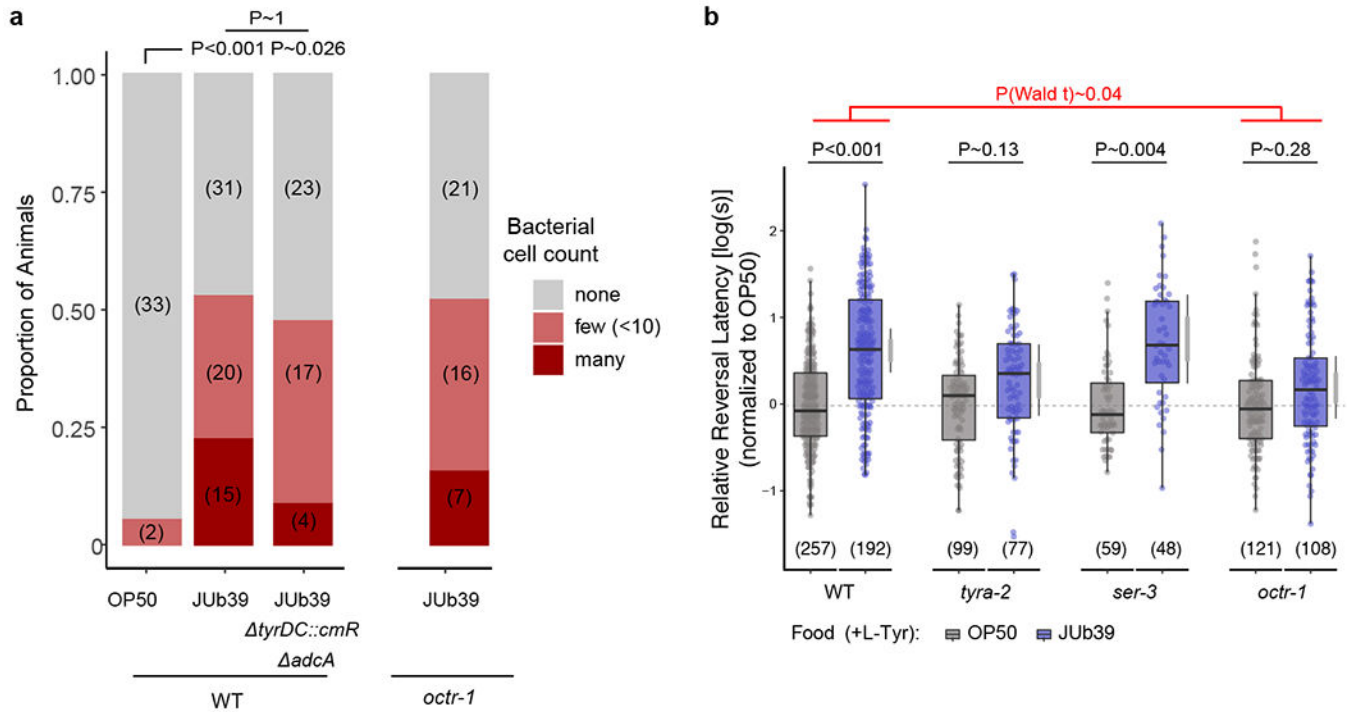 a
P~1
P<0.001 P~0.026
1.00
0.75
0.50
0.25
0
Proportion of Animals
(33)
(2)
(31)
(20)
(15)
(23)
(17)
(4)
(21)
(16)
(7)
Bacterial
cell count
none
few (<10)
many
OP50 JUb39 JUb39 JUb39
ΔtyrDC::cmR
ΔadcA
WT octr-1
b
P(Wald t)~0.04
P<0.001 P~0.13 P~0.004 P~0.28
Relative Reversal Latency [log(s)]
(normalized to OP50)
2
1
0
−1
(257) (192) (99) (77) (59) (48) (121) (108)
WT tyra-2 ser-3 octr-1
Food (+L-Tyr): OP50 JUb39